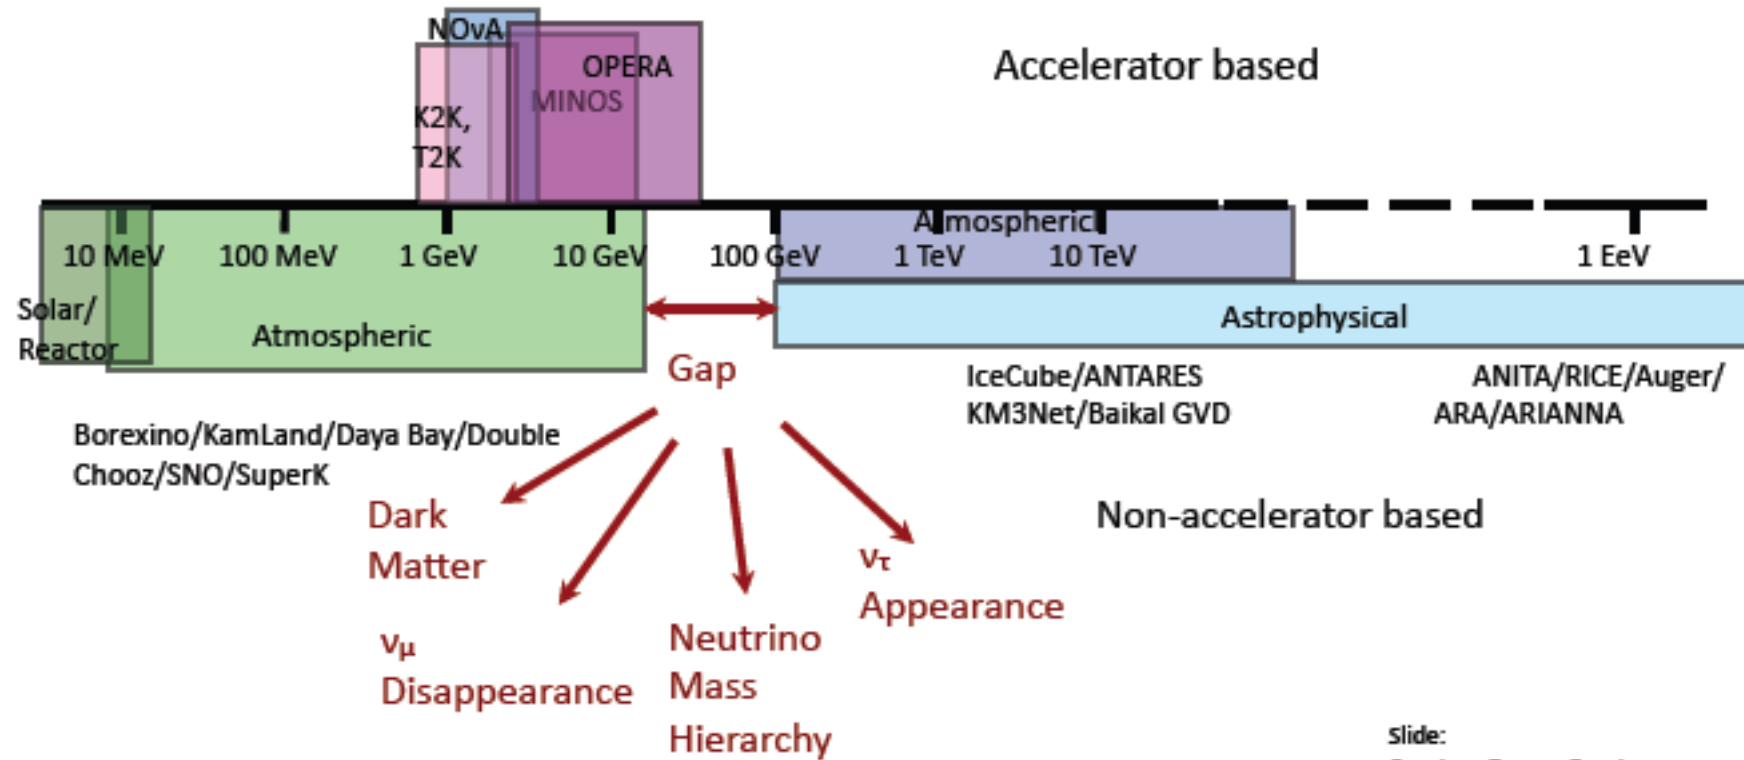 NOvA
OPERA
MINOS
K2K,
T2K
Accelerator based
Atmospheric
10 MeV 100 MeV 1 GeV 10 GeV 100 GeV 1 TeV 10 TeV 1 EeV
Solar/
Reactor
Atmospheric
Astrophysical
Gap
IceCube/ANTARES
KM3Net/Baikal GVD
ANITA/RICE/Auger/
ARA/ARIANNA
Borexino/KamLand/Daya Bay/Double
Chooz/SNO/SuperK
Non-accelerator based
Dark
Matter
νμ
Disappearance
Neutrino
Mass
Hierarchy
ντ
Appearance
Slide: